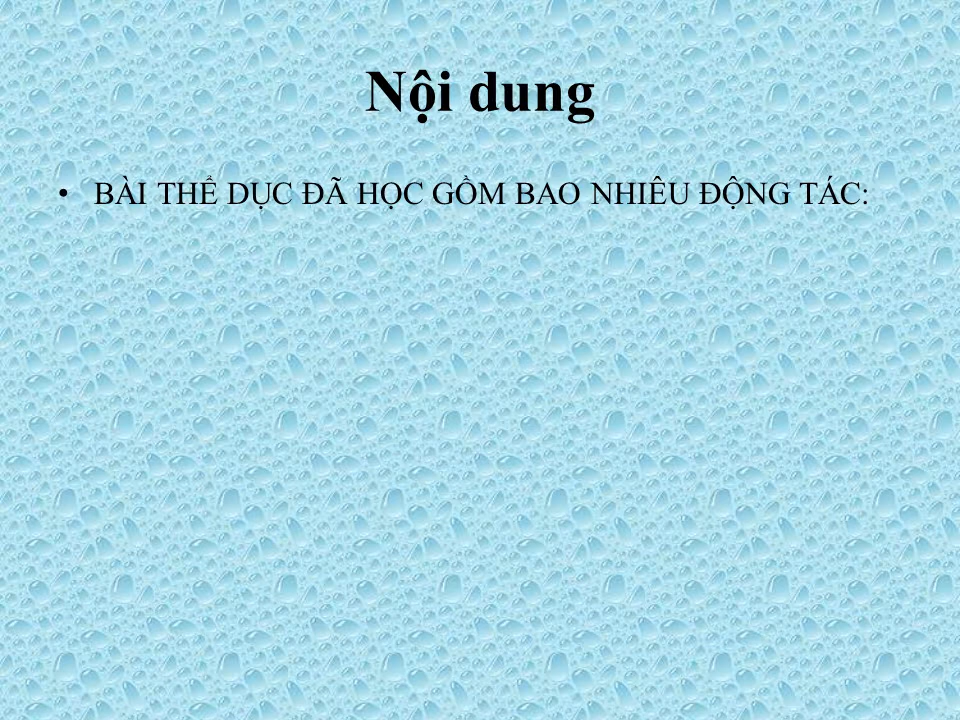 Nội dung
• BÀI THỂ DỤC ĐÃ HỌC GỒM BAO NHIÊU ĐỘNG TÁC: